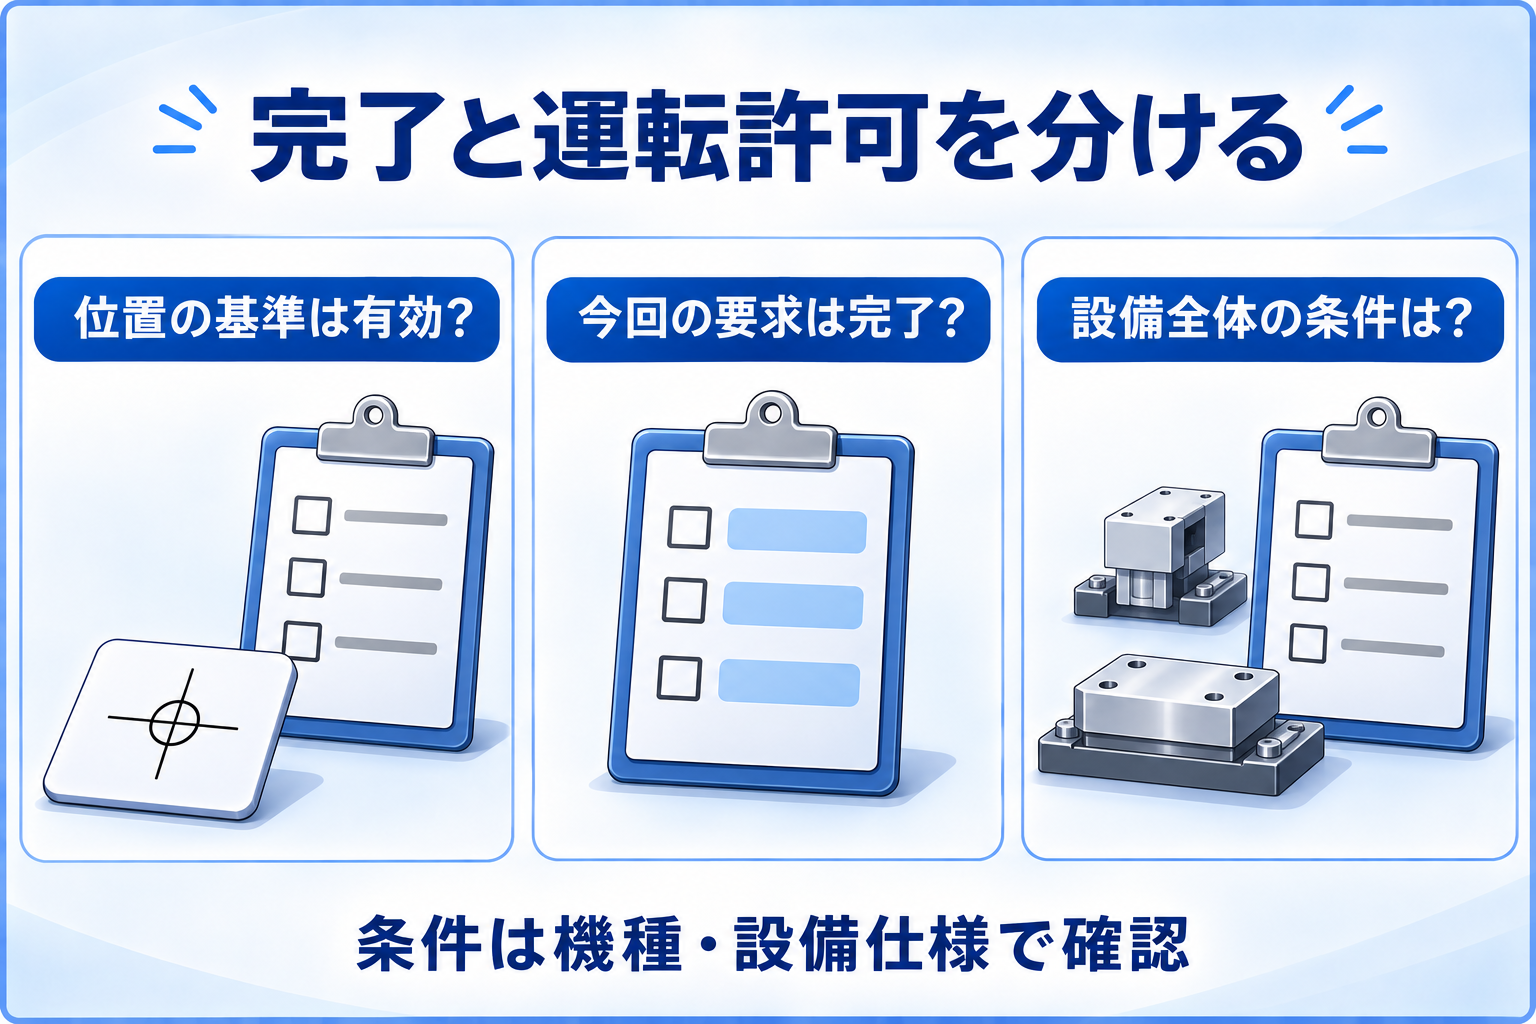 完了と運転許可を分ける
位置の基準は有効？
今回の要求は完了？
設備全体の条件は？
条件は機種・設備仕様で確認